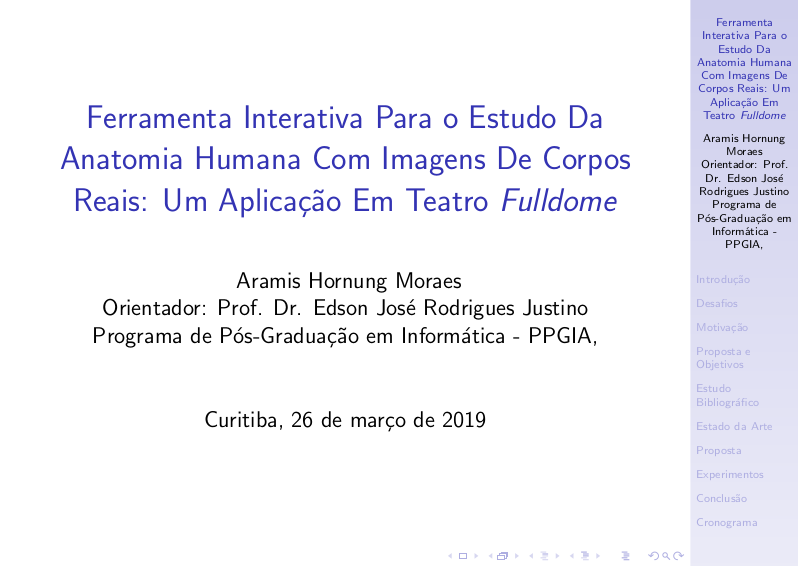 Ferramenta Interativa Para o Estudo Da
Anatomia Humana Com Imagens De Corpos
Reais: Um Aplicação Em Teatro Fulldome
Aramis Hornung Moraes
Orientador: Prof. Dr. Edson José Rodrigues Justino
Programa de Pós-Graduação em Informática - PPGIA,
Curitiba, 26 de março de 2019
Ferramenta
Interativa Para o
Estudo Da
Anatomia Humana
Com Imagens De
Corpos Reais: Um
Aplicação Em
Teatro Fulldome
Aramis Hornung
Moraes
Orientador: Prof.
Dr. Edson José
Rodrigues Justino
Programa de
Pós-Graduação em
Informática -
PPGIA,
Introdução
Desafios
Motivação
Proposta e
Objetivos
Estudo
Bibliográfico
Estado da Arte
Proposta
Experimentos
Conclusão
Cronograma